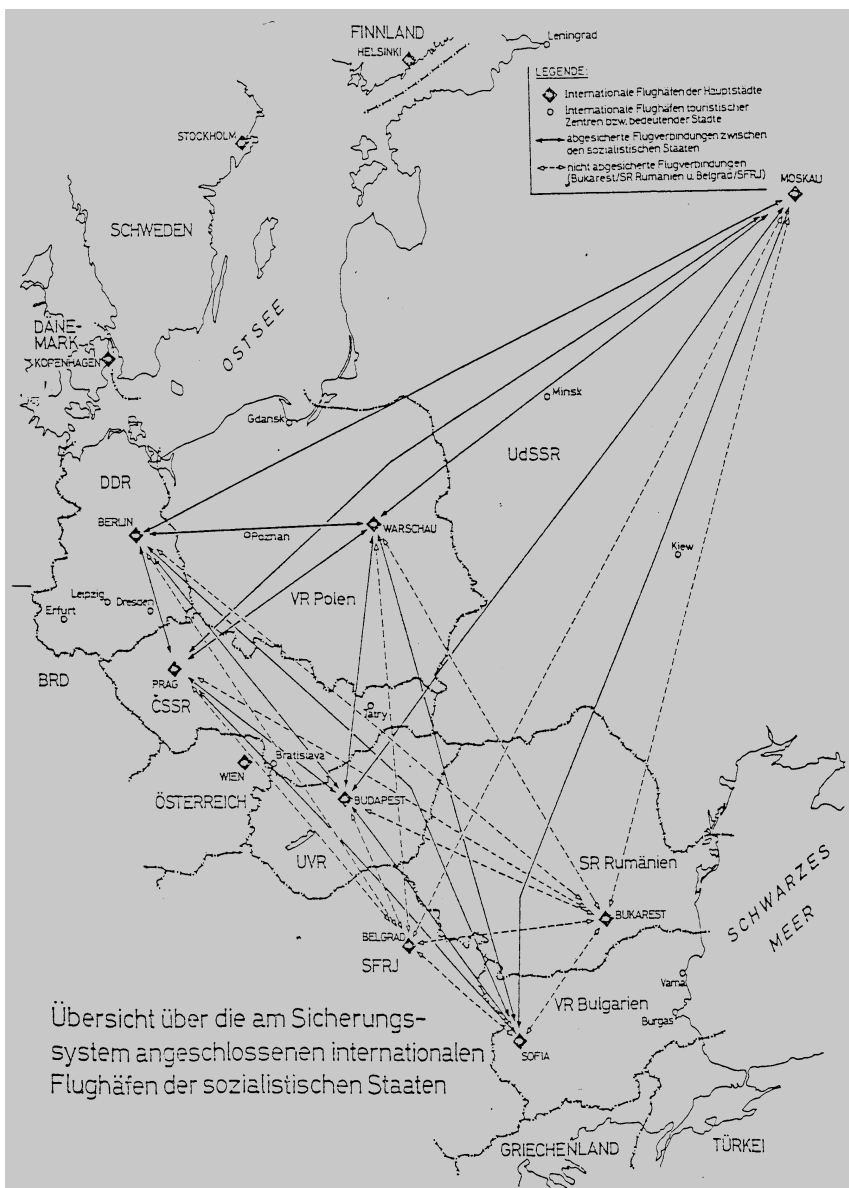 FINNLAND
HELSINKI
Leningrad
LEGENDE:
Internationale Flughäfen der Hauptstädte
Internationale Flughäfen touristischer
Zentren bzw. bedeutender Städte
abgesicherte Flugverbindungen zwischen
den sozialistischen Staaten
nicht abgesicherte Flugverbindungen
(Bukarest/SR Rumänien u. Belgrad/SFRJ)
STOCKHOLM
MOSKAU
SCHWEDEN
DÄNE-
MARK
KOPENHAGEN
OSTSEE
Minsk
Gdansk
UdSSR
DDR
BERLIN
Poznan
WARSCHAU
Kiew
Leipzig
Dresden
Erfurt
VR Polen
BRD
PRAG
ČSSR
Tatry
Bratislava
WIEN
BUDAPEST
ÖSTERREICH
UVR
SR Rumänien
SCHWARZES
MEER
BUKAREST
BELGRAD
SFRJ
Varna
VR Bulgarien
Burgas
Übersicht über die am Sicherungs-
system angeschlossenen internationalen
Flughäfen der sozialistischen Staaten
SOFIA
GRIECHENLAND
TÜRKEI